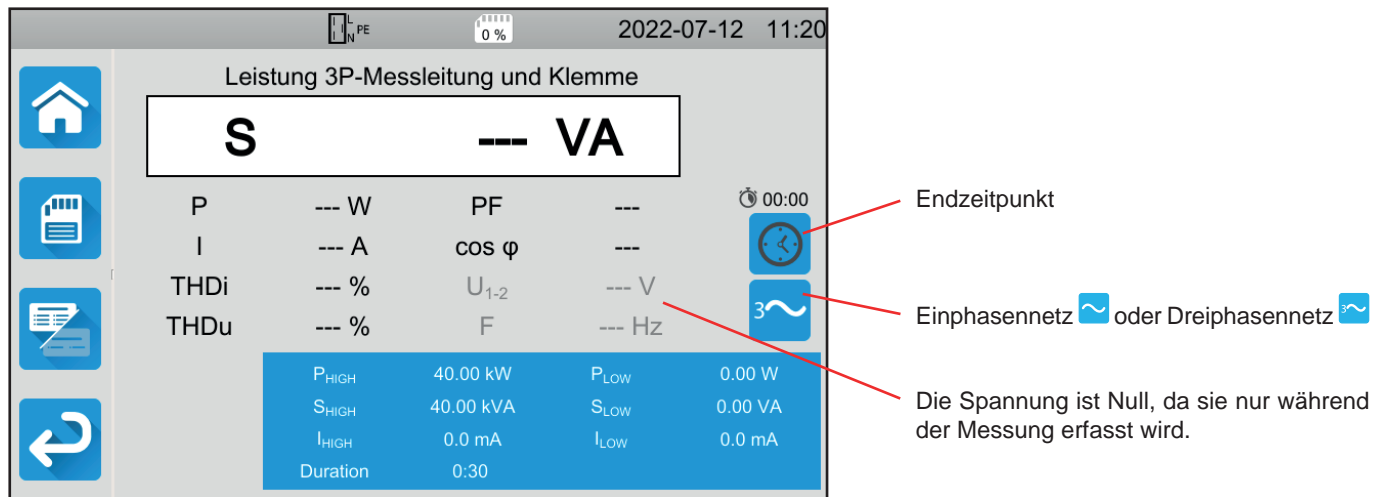 L
N PE
0 %
2022-07-12 11:20
Leistung 3P-Messleitung und Klemme
S --- VA
P --- W PF ---
I --- A cos φ ---
THDi --- % U1-2 --- V
THDu --- % F --- Hz
00:00
3
PHIGH 40.00 kW PLOW 0.00 W
SHIGH 40.00 kVA SLOW 0.00 VA
IHIGH 0.0 mA ILOW 0.0 mA
Duration 0:30
Endzeitpunkt
Einphasennetz oder Dreiphasennetz 3
Die Spannung ist Null, da sie nur während
der Messung erfasst wird.